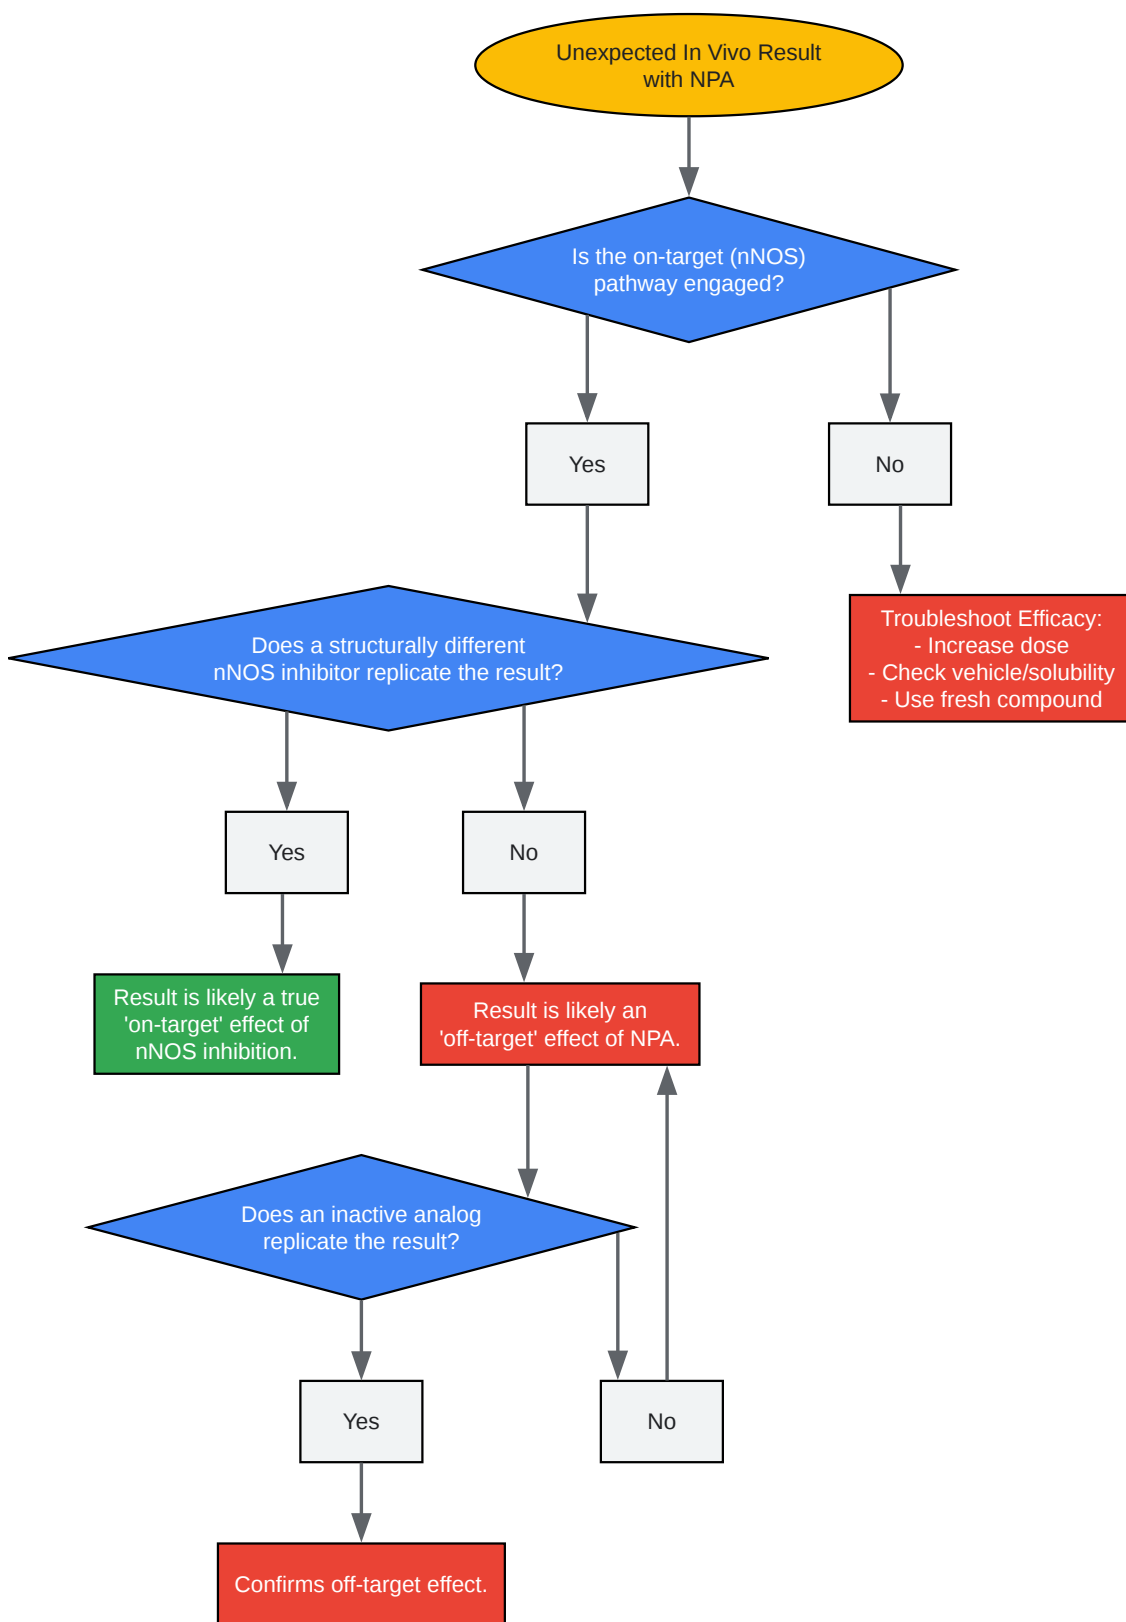 Unexpected In Vivo Result
with NPA
Is the on-target (nNOS)
pathway engaged?
Yes
No
Does a structurally different
nNOS inhibitor replicate the result?
Troubleshoot Efficacy:
- Increase dose
- Check vehicle/solubility
- Use fresh compound
Yes
No
Result is likely a true
'on-target' effect of
nNOS inhibition.
Result is likely an
'off-target' effect of NPA.
Does an inactive analog
replicate the result?
Yes
No
Confirms off-target effect.